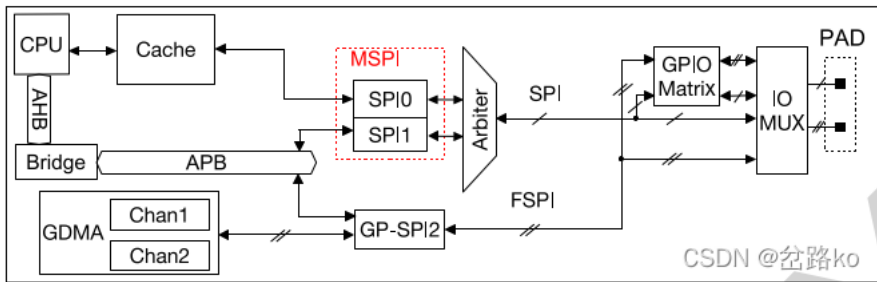 CPU
Cache
AHB
Bridge
APB
MSPI
SPI0
SPI1
Arbiter
SPI
GPIO
Matrix
IO
MUX
PAD
GDMA
Chan1
Chan2
GP-SPI2
FSPI
CSDN @岔路ko